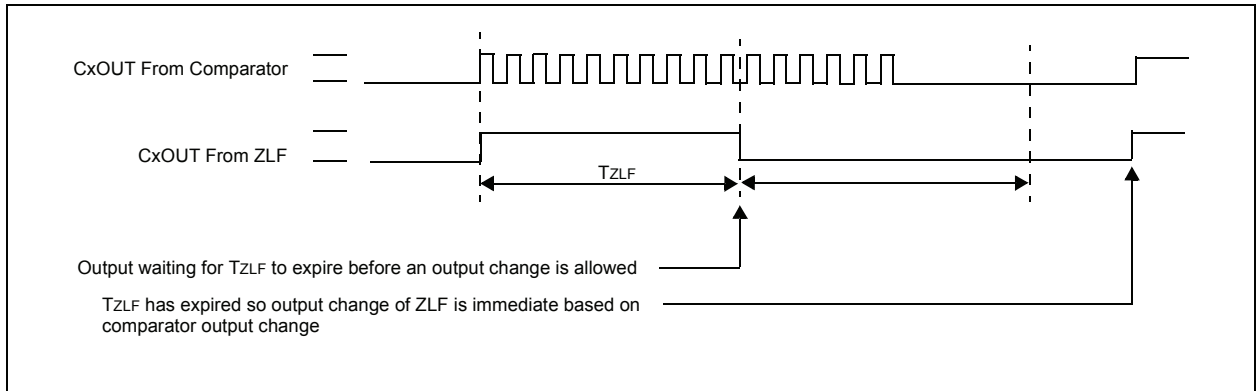 CxOUT From Comparator
CxOUT From ZLF
TZLF
Output waiting for TZLF to expire before an output change is allowed
TZLF has expired so output change of ZLF is immediate based on
comparator output change